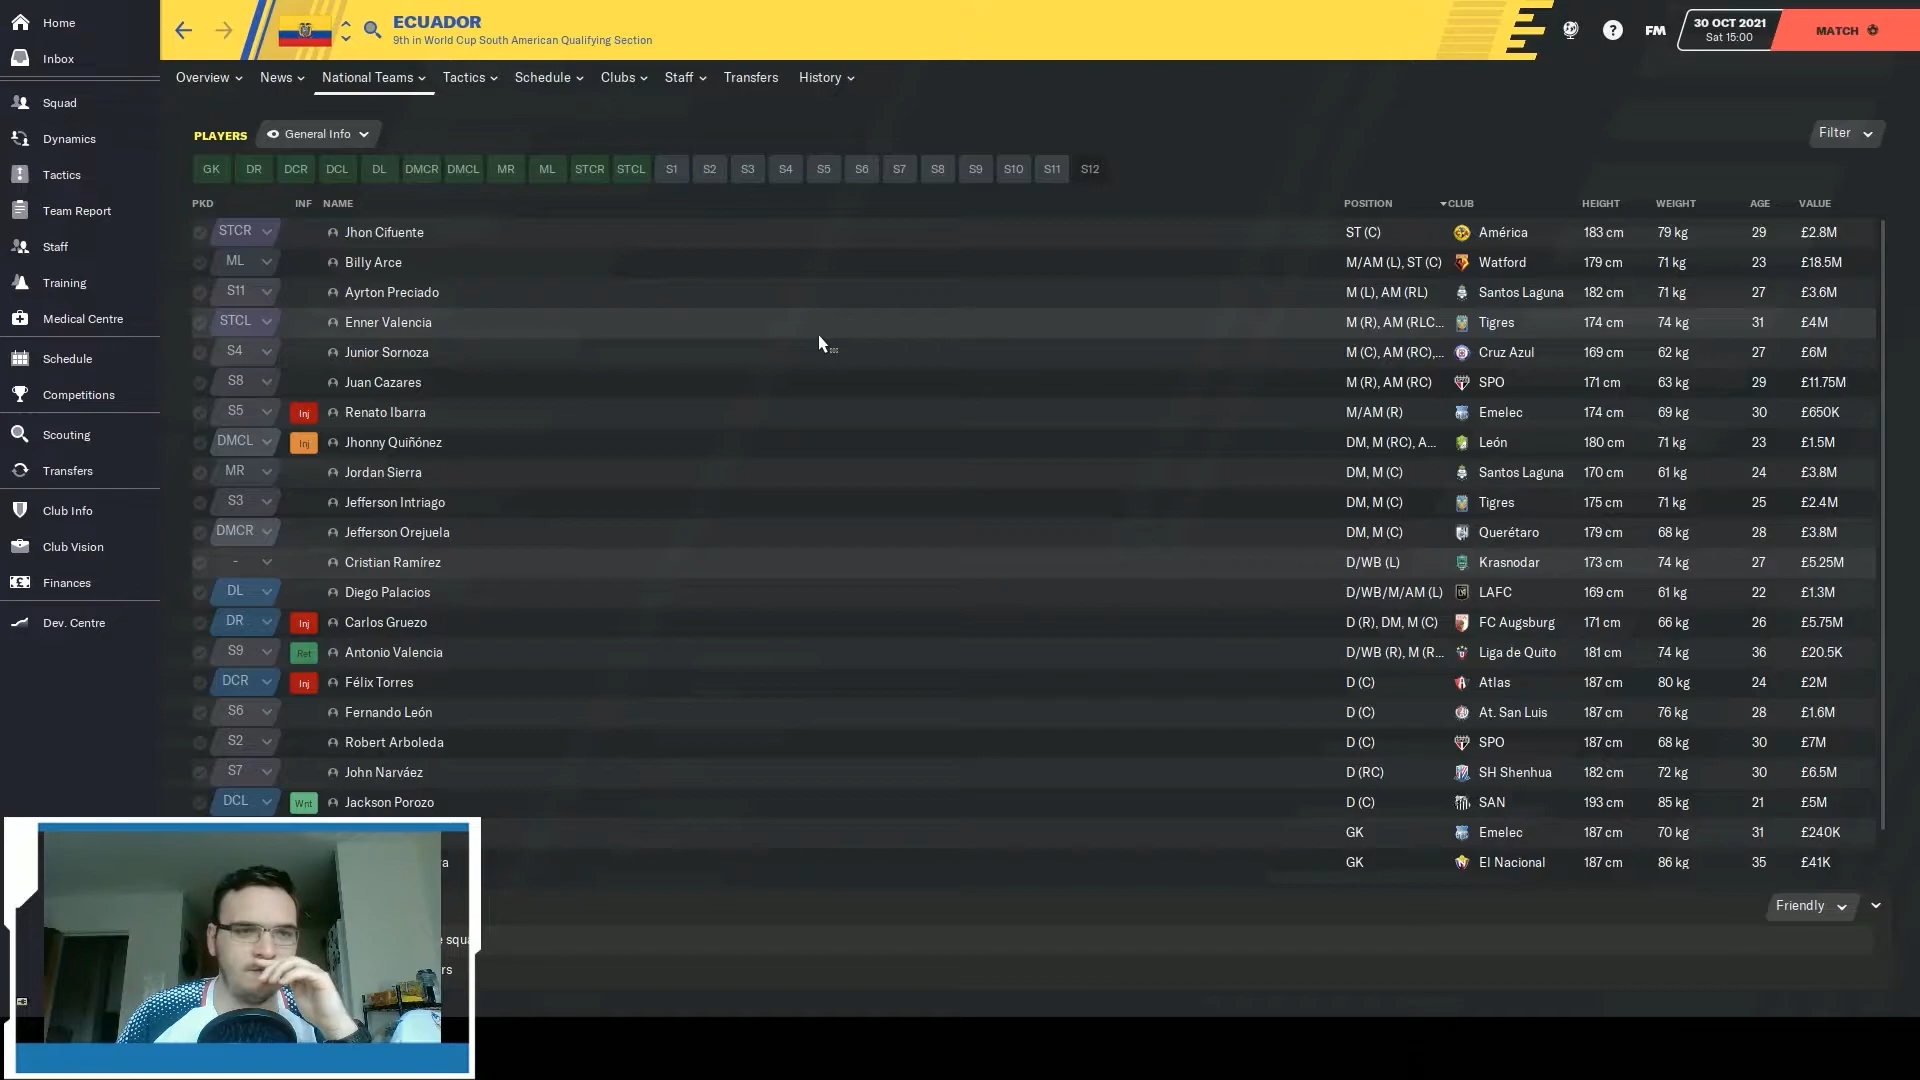 Home
Inbox
Squad
Dynamics
Tactics
Team Report
Staff
Training
Medical Centre
Schedule
Competitions
Scouting
Transfers
Club Info
Club Vision
Finances
Dev. Centre
ECUADOR
9th in World Cup South American Qualifying Section
FM
30 OCT 2021
Sat 15:00
MATCH
Overview News National Teams Tactics Schedule Clubs Staff Transfers History
PLAYERS General Info Filter
GK DR DCR DCL DL DMCR DMCL MR ML STCR STCL S1 S2 S3 S4 S5 S6 S7 S8 S9 S10 S11 S12
PKD INF NAME POSITION CLUB HEIGHT WEIGHT AGE VALUE
STCR Jhon Cifuente ST (C) América 183 cm 79 kg 29 £2.8M
ML Billy Arce M/AM (L), ST (C) Watford 179 cm 71 kg 23 £18.5M
S11 Ayrton Preciado M (L), AM (RL) Santos Laguna 182 cm 71 kg 27 £3.6M
STCL Enner Valencia M (R), AM (RLC... Tigres 174 cm 74 kg 31 £4M
S4 Junior Sornoza M (C), AM (RC),... Cruz Azul 169 cm 62 kg 27 £6M
S8 Juan Cazares M (R), AM (RC) SPO 171 cm 63 kg 29 £11.75M
S5 Inj Renato Ibarra M/AM (R) Emelec 174 cm 69 kg 30 £650K
DMCL Inj Jhonny Quiñónez DM, M (RC), A... León 180 cm 71 kg 23 £1.5M
MR Jordan Sierra DM, M (C) Santos Laguna 170 cm 61 kg 24 £3.8M
S3 Jefferson Intriago DM, M (C) Tigres 175 cm 71 kg 25 £2.4M
DMCR Jefferson Orejuela DM, M (C) Querétaro 179 cm 68 kg 28 £3.8M
- Cristian Ramírez D/WB (L) Krasnodar 173 cm 74 kg 27 £5.25M
DL Diego Palacios D/WB/M/AM (L) LAFC 169 cm 61 kg 22 £1.3M
DR Inj Carlos Gruezo D (R), DM, M (C) FC Augsburg 171 cm 66 kg 26 £5.75M
S9 Ret Antonio Valencia D/WB (R), M (R... Liga de Quito 181 cm 74 kg 36 £20.5K
DCR Inj Félix Torres D (C) Atlas 187 cm 80 kg 24 £2M
S6 Fernando León D (C) At. San Luis 187 cm 76 kg 28 £1.6M
S2 Robert Arboleda D (C) SPO 187 cm 68 kg 30 £7M
S7 John Narváez D (RC) SH Shenhua 182 cm 72 kg 30 £6.5M
DCL Wnt Jackson Porozo D (C) SAN 193 cm 85 kg 21 £5M
GK Emelec 187 cm 70 kg 31 £240K
a GK El Nacional 187 cm 86 kg 35 £41K
Friendly
e squa
rs